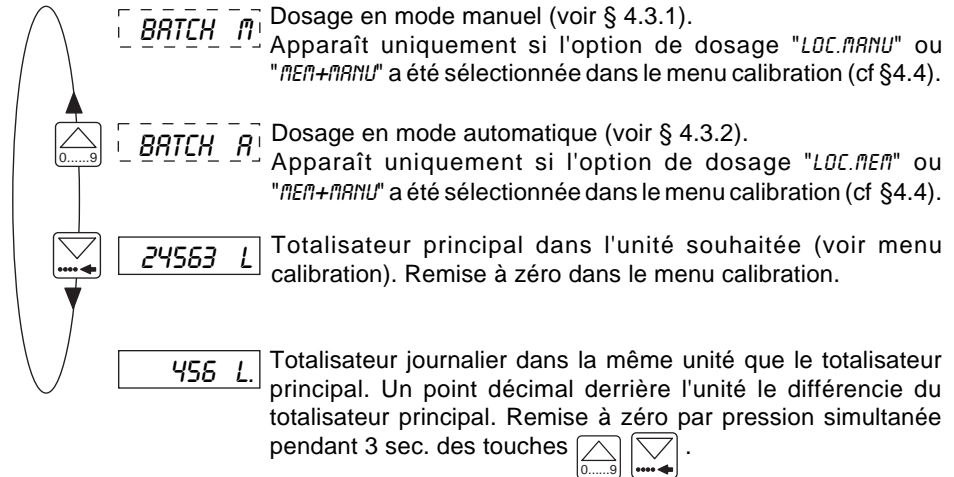 BATCH M
Dosage en mode manuel (voir § 4.3.1).
Apparaît uniquement si l'option de dosage "LOC.MANU" ou
"MEM+MANU" a été sélectionnée dans le menu calibration (cf §4.4).
0......9
BATCH A
Dosage en mode automatique (voir § 4.3.2).
Apparaît uniquement si l'option de dosage "LOC.MEM" ou
"MEM+MANU" a été sélectionnée dans le menu calibration (cf §4.4).
24563 L
Totalisateur principal dans l'unité souhaitée (voir menu
calibration). Remise à zéro dans le menu calibration.
456 L.
Totalisateur journalier dans la même unité que le totalisateur
principal. Un point décimal derrière l'unité le différencie du
totalisateur principal. Remise à zéro par pression simultanée
pendant 3 sec. des touches 0......9 .